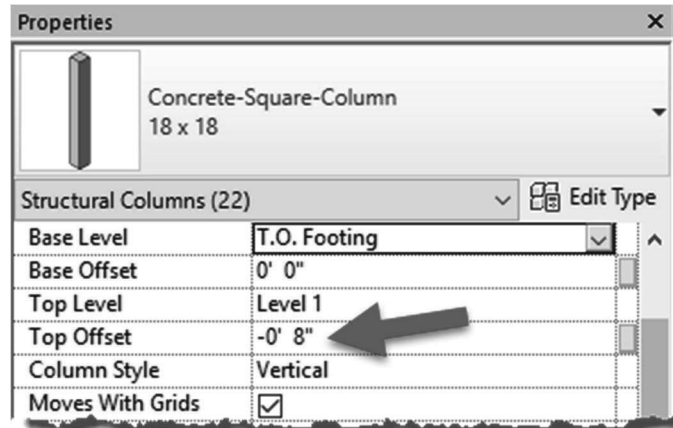 Properties
Concrete-Square-Column
18 x 18
Structural Columns (22) Edit Type
Base Level T.O. Footing
Base Offset 0' 0"
Top Level Level 1
Top Offset -0' 8"
Column Style Vertical
Moves With Grids